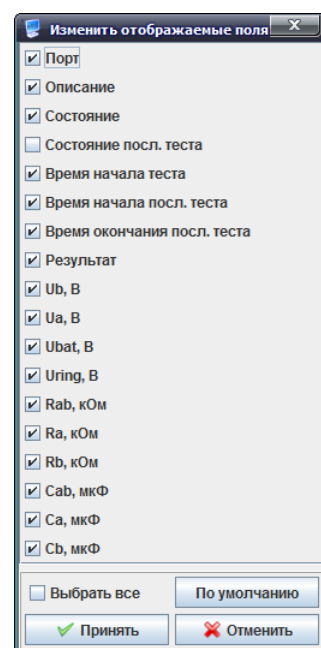 Изменить отображаемые поля
Порт
Описание
Состояние
Состояние посл. теста
Время начала теста
Время начала посл. теста
Время окончания посл. теста
Результат
Ub, В
Ua, В
Ubat, В
Uring, В
Rab, кОм
Ra, кОм
Rb, кОм
Cab, мкФ
Ca, мкФ
Cb, мкФ
Выбрать все
По умолчанию
Принять
Отменить